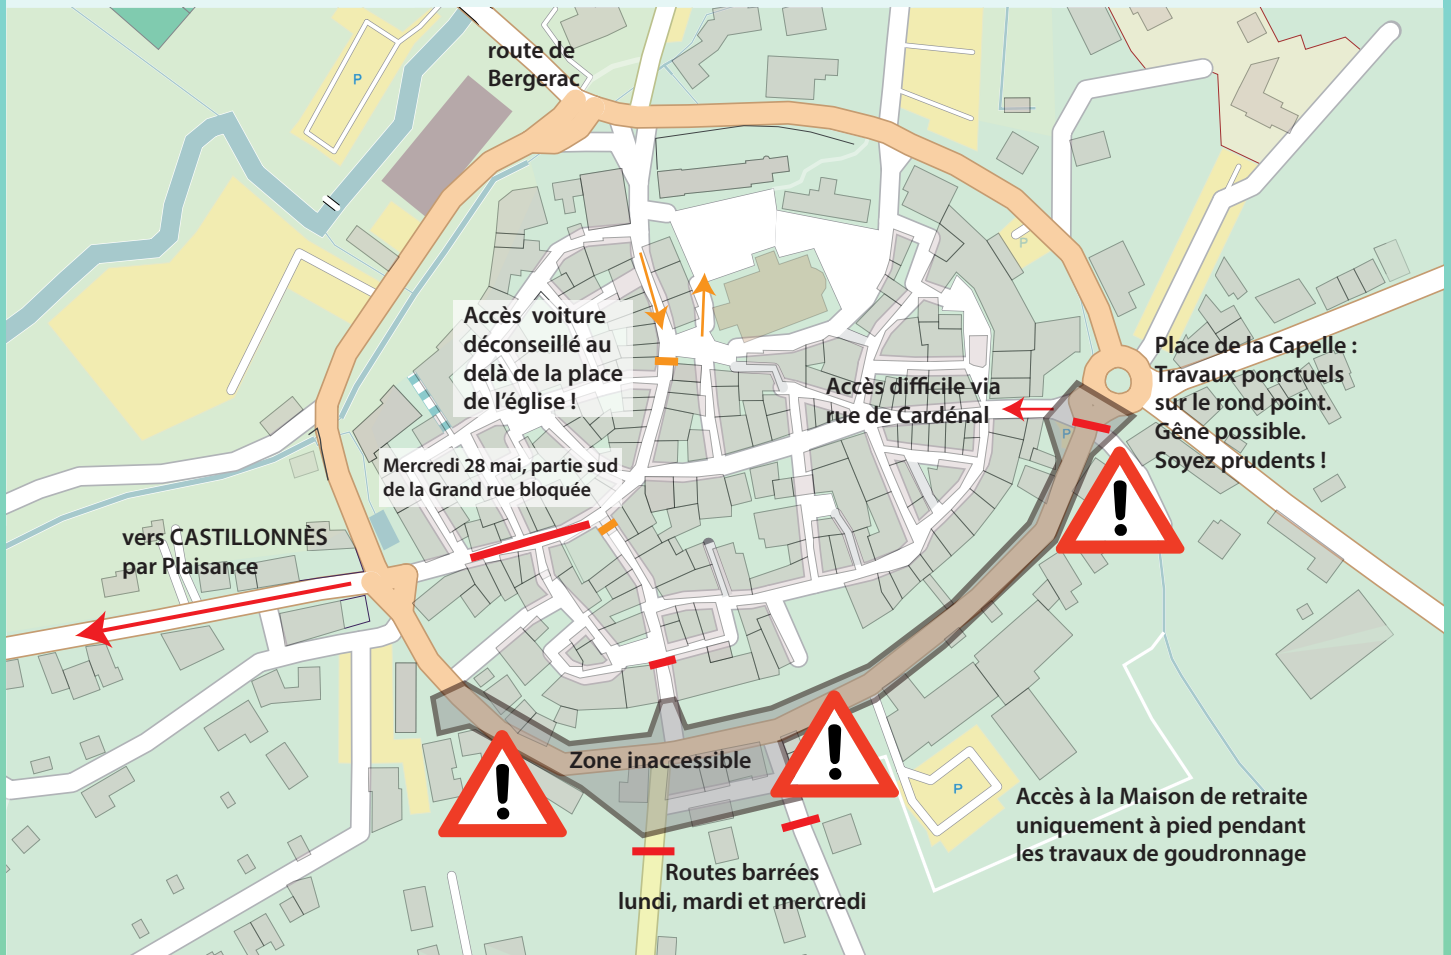 P
route de
Bergerac
P
Accès voiture
déconseillé au
delà de la place
de l'église !
Place de la Capelle :
Travaux ponctuels
sur le rond point.
Gêne possible.
Soyez prudents !
Accès difficile via
rue de Cardénal
P
Mercredi 28 mai, partie sud
de la Grand rue bloquée
vers CASTILLONNÈS
par Plaisance
Zone inaccessible
P
Accès à la Maison de retraite
uniquement à pied pendant
les travaux de goudronnage
Routes barrées
lundi, mardi et mercredi
!
!
!